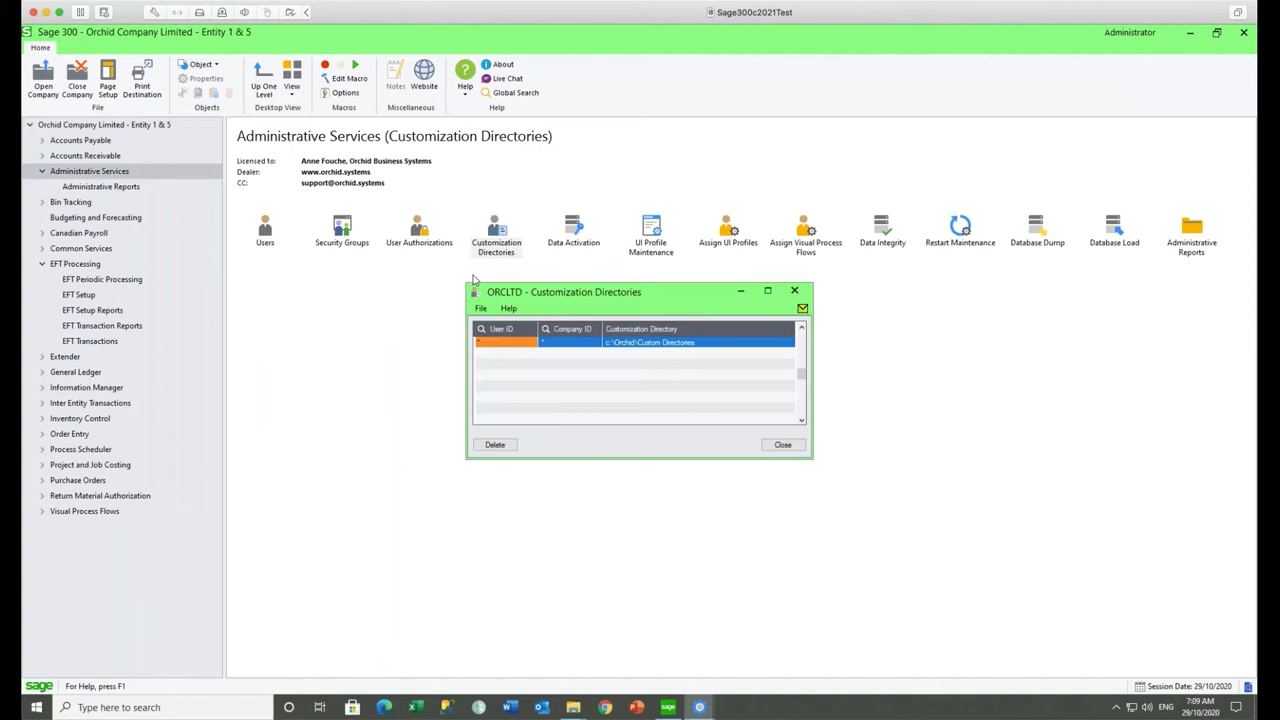 Sage300c2021Test
Sage 300 - Orchid Company Limited - Entity 1 & 5
Administrator
Home
Open Company
Close Company
Page Setup
Print Destination
File
Object
Properties
Objects
Up One Level
View
Desktop View
Edit Macro
Options
Macros
Notes
Website
Miscellaneous
Help
About
Live Chat
Global Search
Help
Orchid Company Limited - Entity 1 & 5
Accounts Payable
Accounts Receivable
Administrative Services
Administrative Reports
Bin Tracking
Budgeting and Forecasting
Canadian Payroll
Common Services
EFT Processing
EFT Periodic Processing
EFT Setup
EFT Setup Reports
EFT Transaction Reports
EFT Transactions
Extender
General Ledger
Information Manager
Inter Entity Transactions
Inventory Control
Order Entry
Process Scheduler
Project and Job Costing
Purchase Orders
Return Material Authorization
Visual Process Flows
Administrative Services (Customization Directories)
Licensed to: Anne Fouche, Orchid Business Systems
Dealer: www.orchid.systems
CC: support@orchid.systems
Users
Security Groups
User Authorizations
Customization Directories
Data Activation
UI Profile Maintenance
Assign UI Profiles
Assign Visual Process Flows
Data Integrity
Restart Maintenance
Database Dump
Database Load
Administrative Reports
ORCLTD - Customization Directories
File Help
User ID Company ID Customization Directory
* * c:\Orchid\Custom Directories
Delete
Close
sage For Help, press F1
Session Date: 29/10/2020
Type here to search
ENG
7:09 AM
29/10/2020